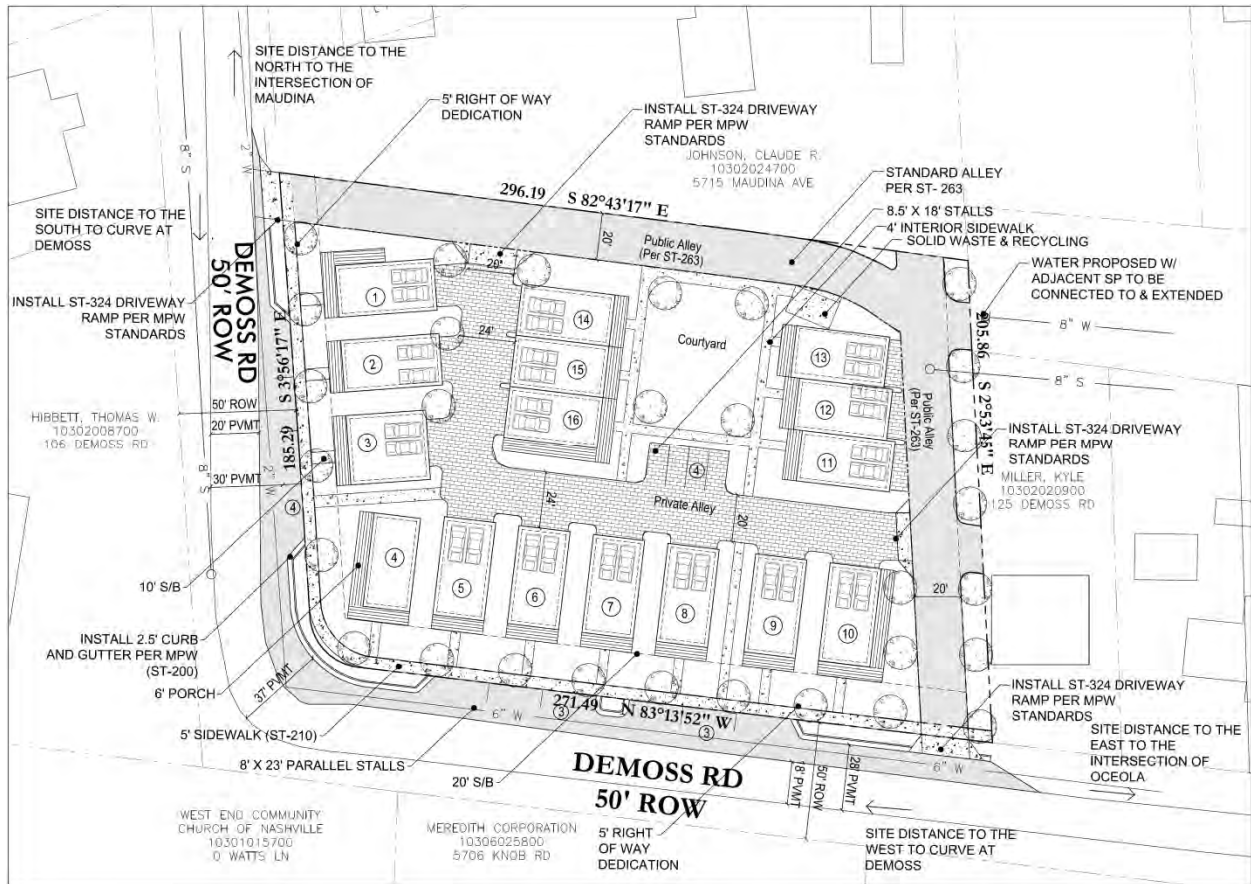 SITE DISTANCE TO THE
NORTH TO THE
INTERSECTION OF
MAUDINA
5' RIGHT OF WAY
DEDICATION
INSTALL ST-324 DRIVEWAY
RAMP PER MPW
STANDARDS
JOHNSON, CLAUDE R.
10302024700
5715 MAUDINA AVE
STANDARD ALLEY
PER ST- 263
8.5' X 18' STALLS
4' INTERIOR SIDEWALK
SOLID WASTE & RECYCLING
WATER PROPOSED W/
ADJACENT SP TO BE
CONNECTED TO & EXTENDED
8" W
8" S
8" S
2" W
SITE DISTANCE TO THE
SOUTH TO CURVE AT
DEMOSS
INSTALL ST-324 DRIVEWAY
RAMP PER MPW
STANDARDS
DEMOSS RD
50' ROW
185.29 S 3°56'17" E
296.19 S 82°43'17" E
Public Alley
(Per ST-263)
20'
Courtyard
205.86 S 2°53'45" E
Public Alley
(Per ST-263)
1
2
3
29'
24'
14
15
16
13
12
11
HIBBETT, THOMAS W.
10302008700
106 DEMOSS RD
50' ROW
20' PVMT
30' PVMT
8" S
2" W
4
INSTALL ST-324 DRIVEWAY
RAMP PER MPW
STANDARDS
MILLER, KYLE
10302020900
125 DEMOSS RD
4
Private Alley
24'
20'
20'
4
5
6
7
8
9
10
10' S/B
INSTALL 2.5' CURB
AND GUTTER PER MPW
(ST-200)
6' PORCH
37' PVMT
5' SIDEWALK (ST-210)
8' X 23' PARALLEL STALLS
20' S/B
6" W
271.49 N 83°13'52" W
3
3
DEMOSS RD
50' ROW
18' PVMT
50' ROW
28' PVMT
6" W
INSTALL ST-324 DRIVEWAY
RAMP PER MPW
STANDARDS
SITE DISTANCE TO THE
EAST TO THE
INTERSECTION OF
OCEOLA
WEST END COMMUNITY
CHURCH OF NASHVILLE
10301015700
0 WATTS LN
MEREDITH CORPORATION
10306025800
5706 KNOB RD
5' RIGHT
OF WAY
DEDICATION
SITE DISTANCE TO THE
WEST TO CURVE AT
DEMOSS